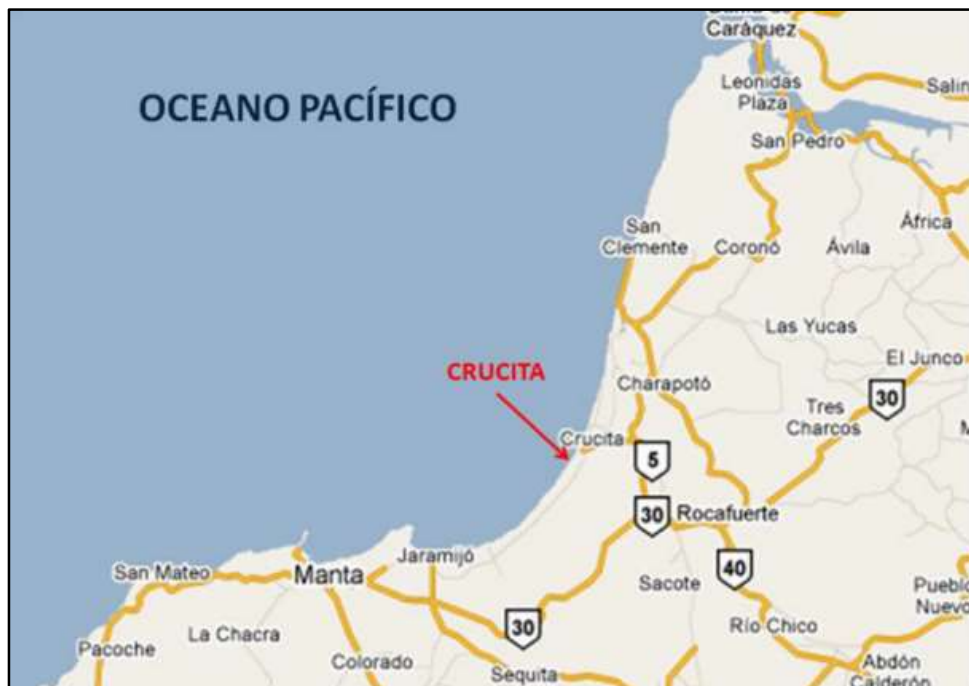 Caráquez
OCEANO PACÍFICO
Leonidas
Plaza
Salin
San Pedro
África
San
Clemente
Coronó
Ávila
Las Yucas
El Junco
CRUCITA
Charapotó
30
Tres
Charcos
Crucita
5
30
Rocafuerte
Jaramijó
San Mateo
Manta
40
Sacote
Pueblo
Nuevo
30
La Chacra
Río Chico
Pacoche
Colorado
Abdón
Calderón
Sequita